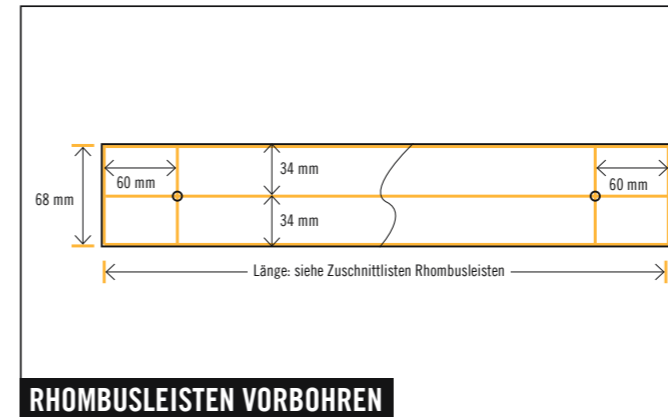 34 mm
60 mm
60 mm
68 mm
34 mm
Länge: siehe Zuschnittlisten Rhombusleisten
RHOMBUSLEISTEN VORBOHREN